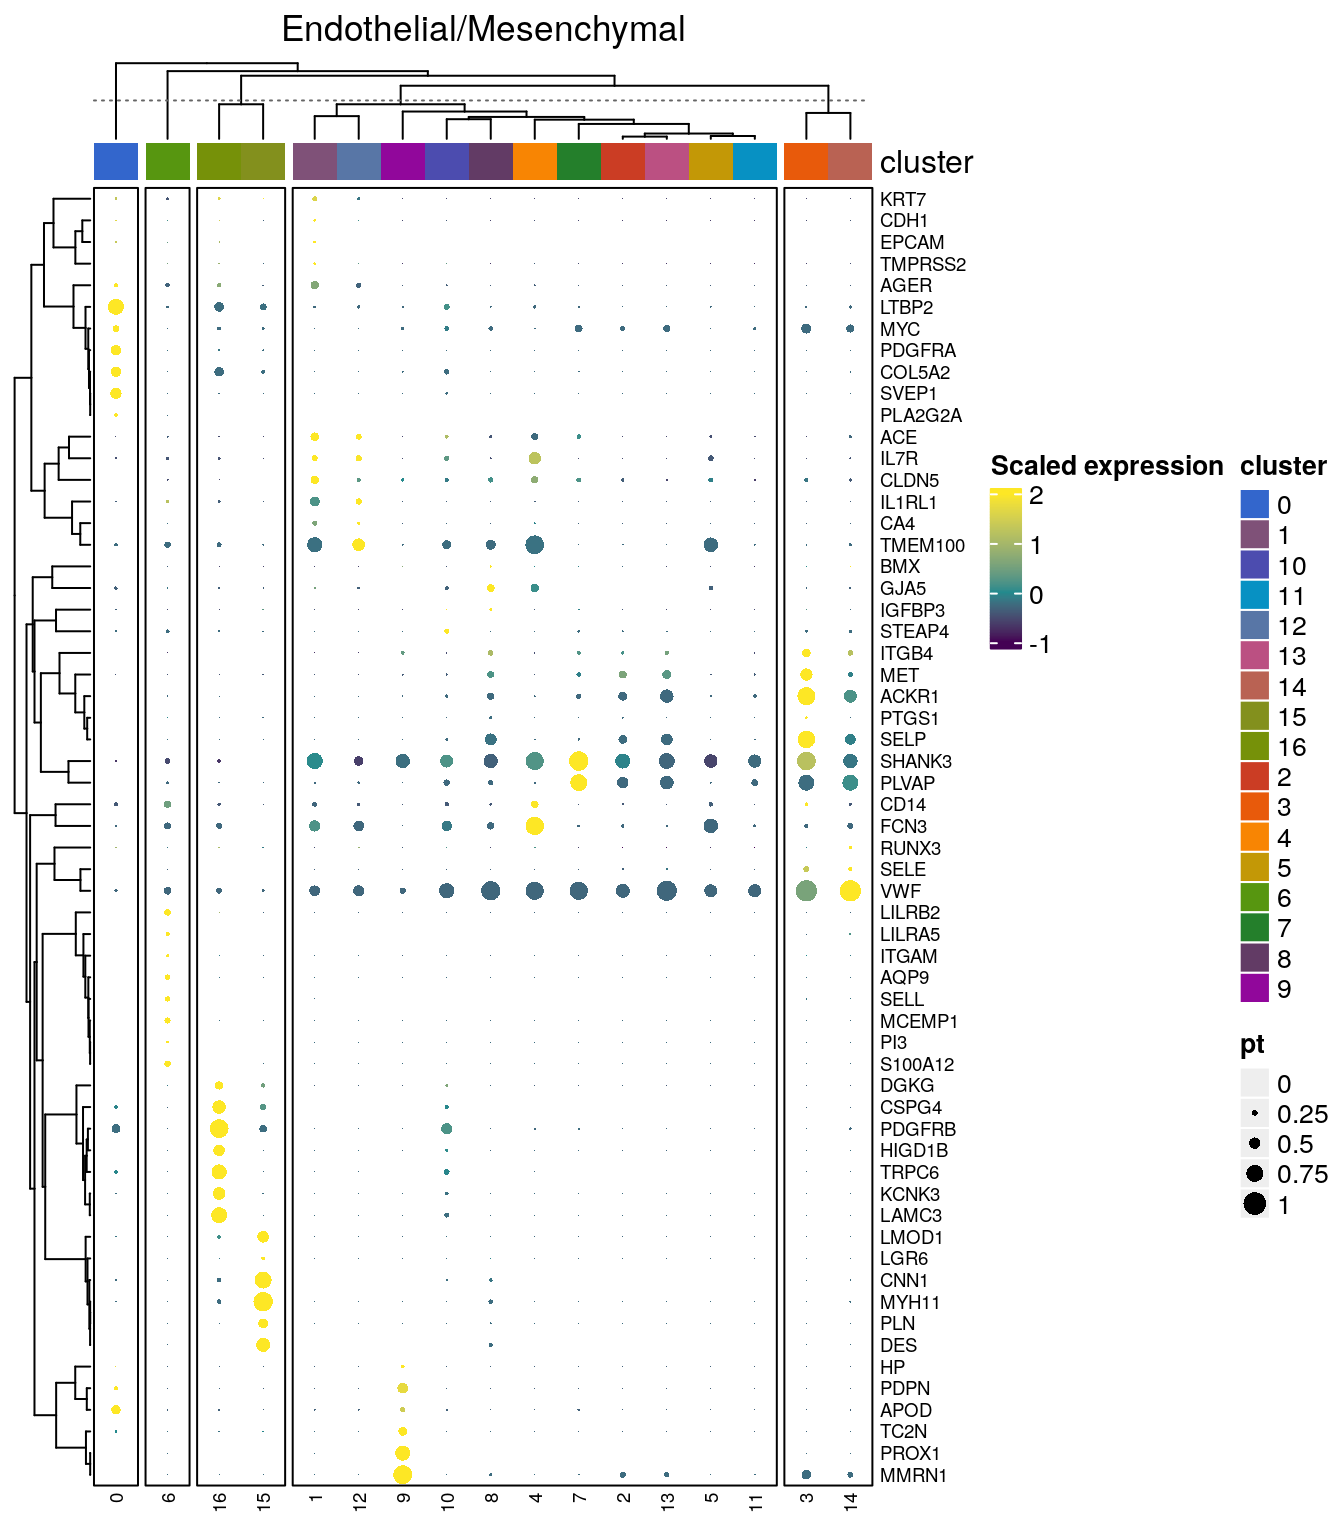 Endothelial/Mesenchymal
cluster
KRT7
CDH1
EPCAM
TMPRSS2
AGER
LTBP2
MYC
PDGFRA
COL5A2
SVEP1
PLA2G2A
ACE
IL7R
CLDN5
IL1RL1
CA4
TMEM100
BMX
GJA5
IGFBP3
STEAP4
ITGB4
MET
ACKR1
PTGS1
SELP
SHANK3
PLVAP
CD14
FCN3
RUNX3
SELE
VWF
LILRB2
LILRA5
ITGAM
AQP9
SELL
MCEMP1
PI3
S100A12
DGKG
CSPG4
PDGFRB
HIGD1B
TRPC6
KCNK3
LAMC3
LMOD1
LGR6
CNN1
MYH11
PLN
DES
HP
PDPN
APOD
TC2N
PROX1
MMRN1
0 6 16 15 1 12 9 10 8 4 7 2 13 5 11 3 14
Scaled expression
2
1
0
-1
cluster
0
1
10
11
12
13
14
15
16
2
3
4
5
6
7
8
9
pt
0
0.25
0.5
0.75
1